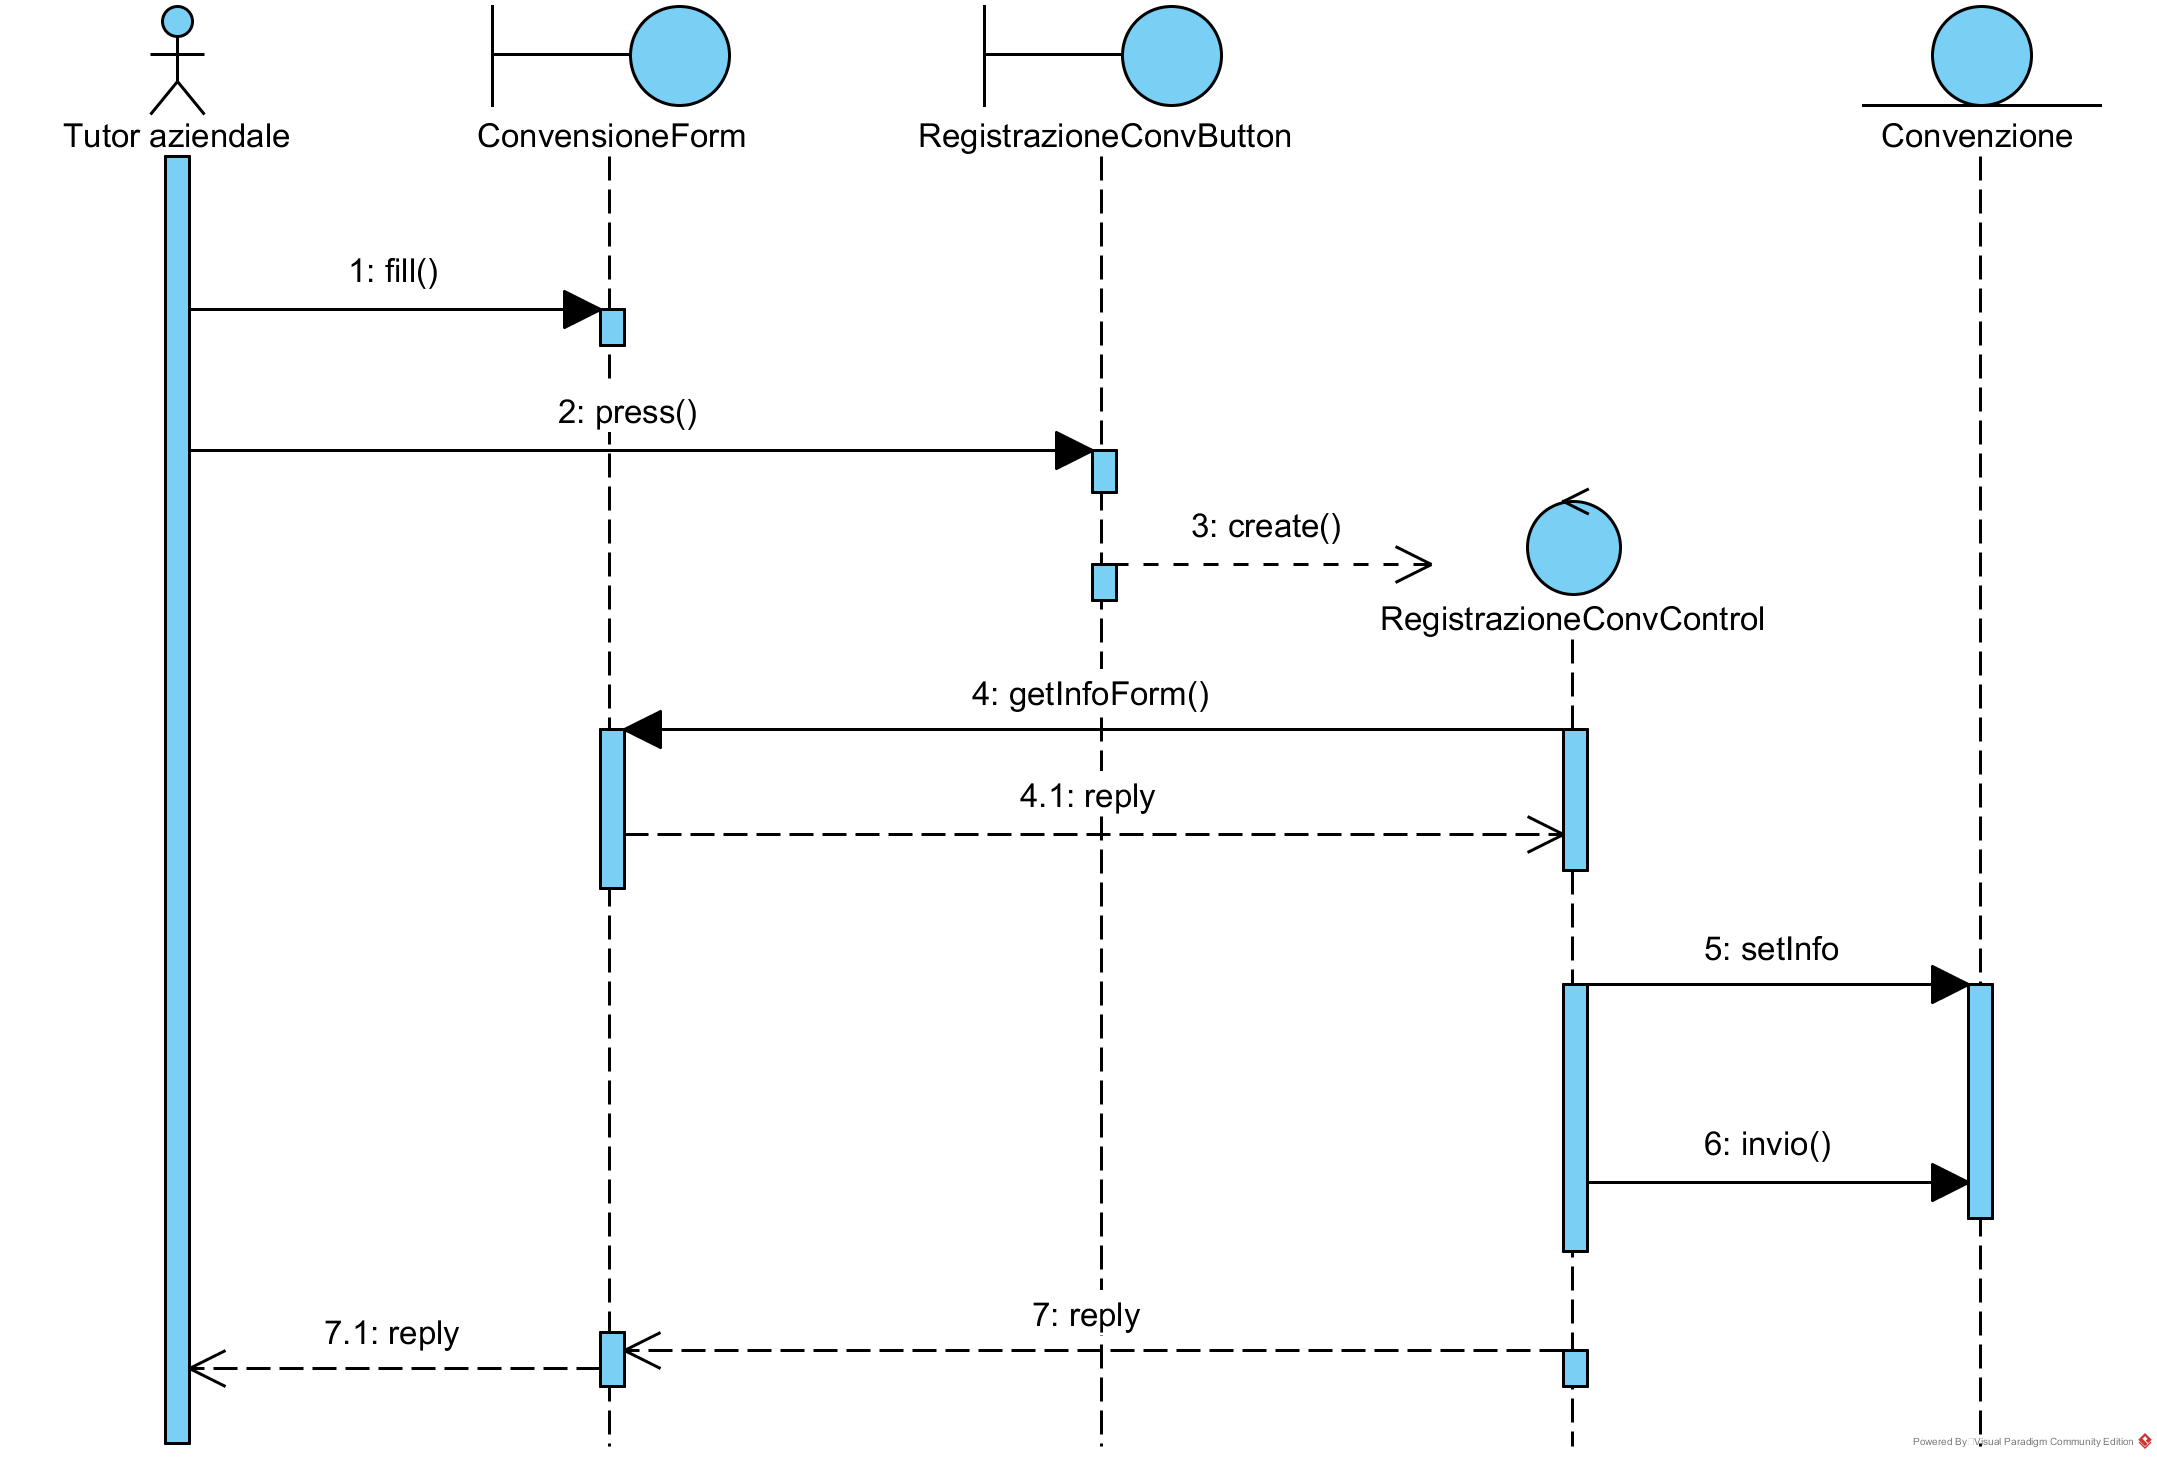 Tutor aziendale
ConvensioneForm
RegistrazioneConvButton
Convenzione
1: fill()
2: press()
3: create()
RegistrazioneConvControl
4: getInfoForm()
4.1: reply
5: setInfo
6: invio()
7: reply
7.1: reply
Powered By Visual Paradigm Community Edition